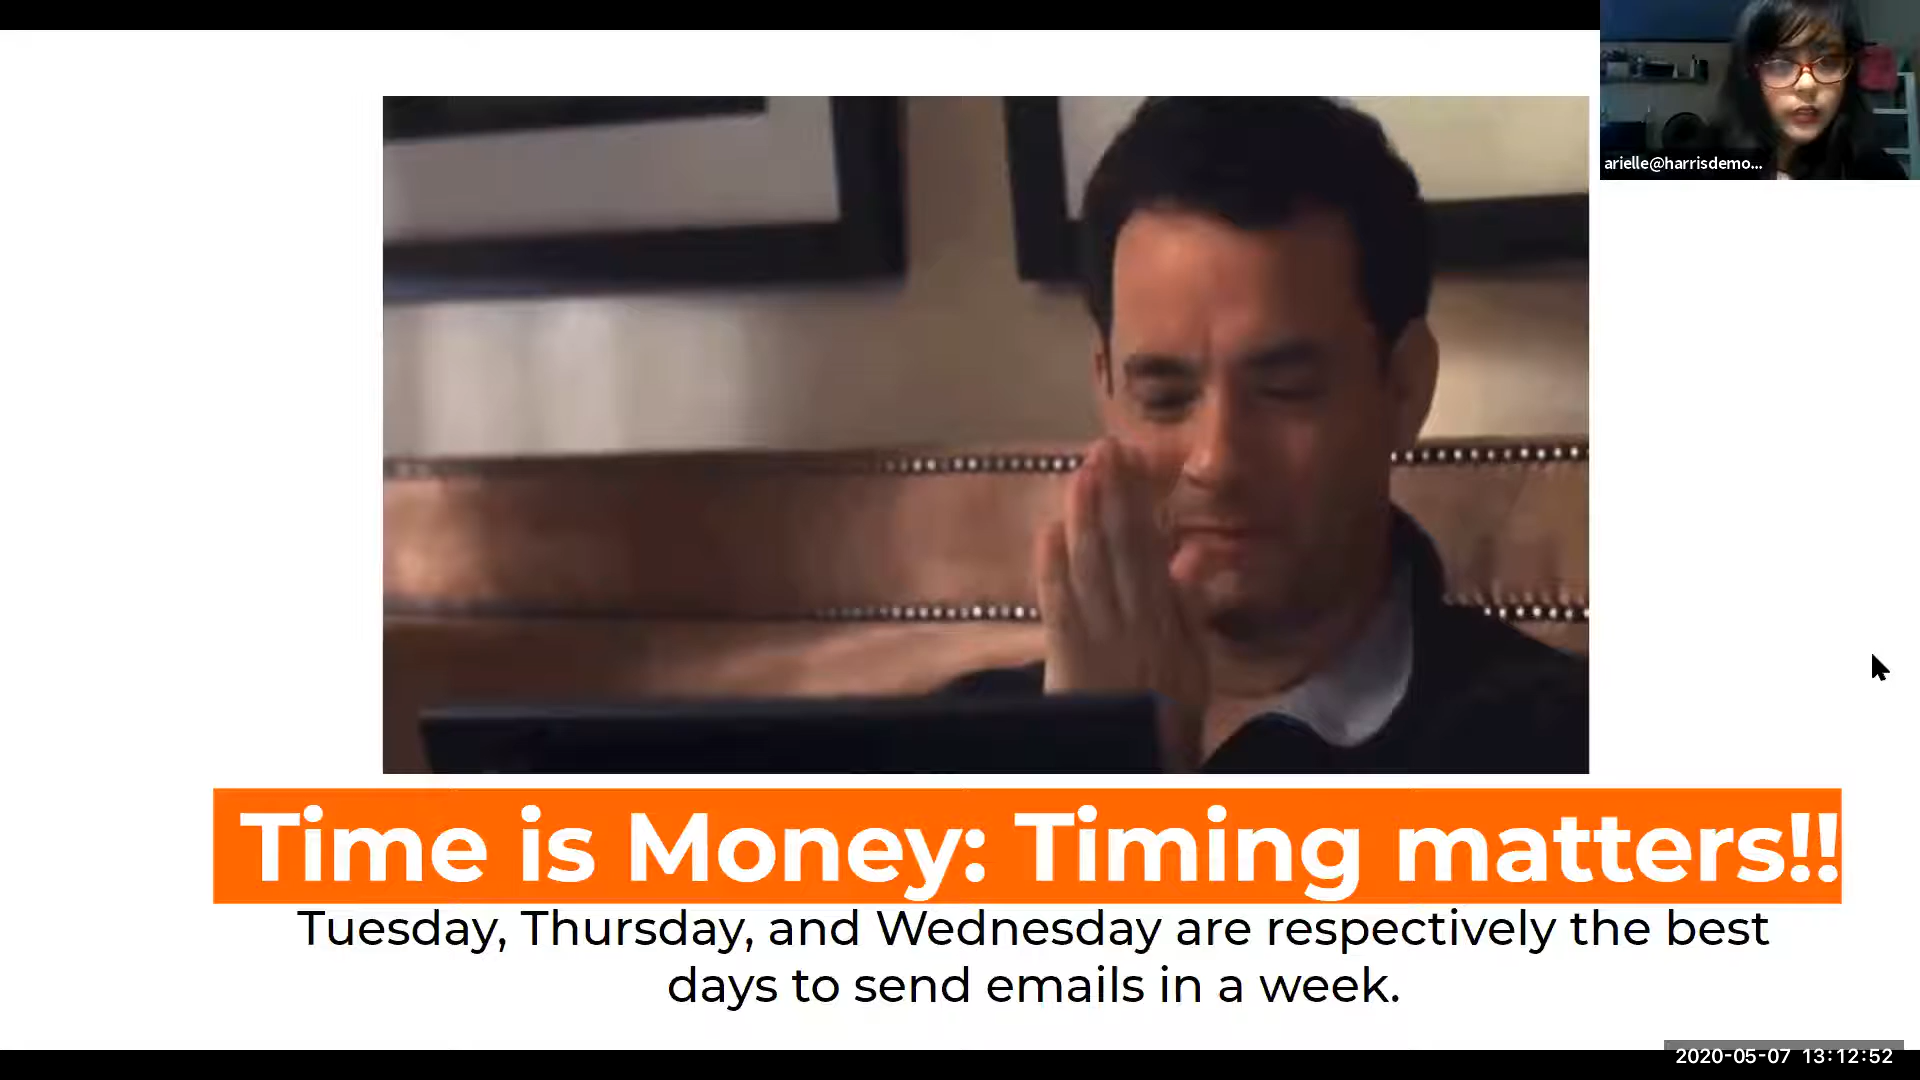 arielle@harrisdemo...
Time is Money: Timing matters!!
Tuesday, Thursday, and Wednesday are respectively the best
days to send emails in a week.
2020-05-07 13:12:52